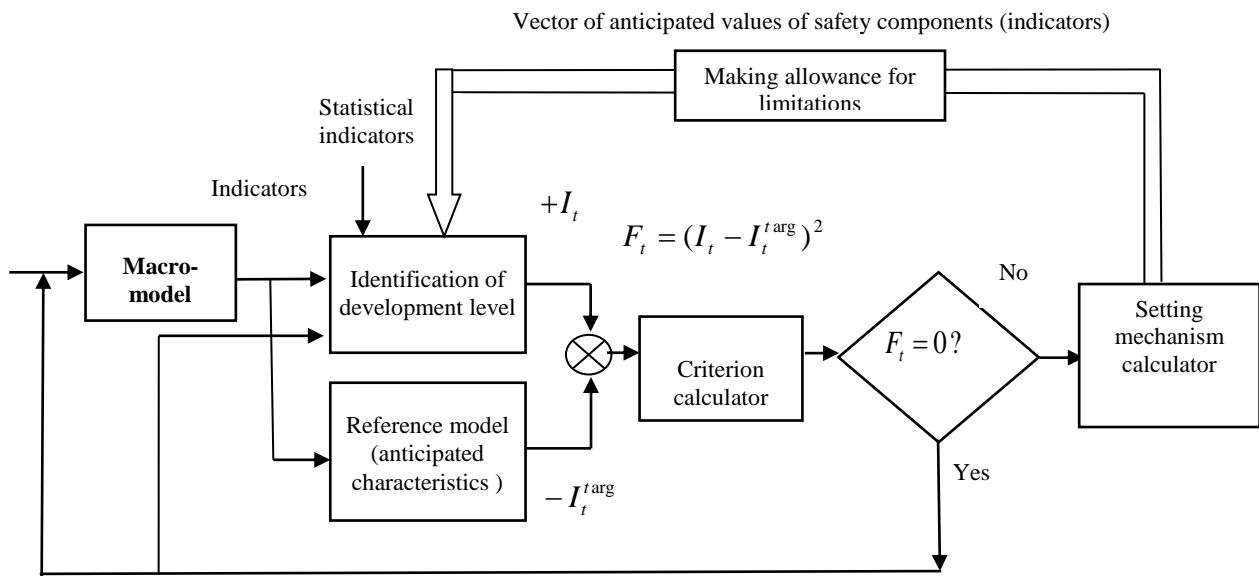 Vector of anticipated values of safety components (indicators)
Making allowance for
limitations
Statistical
indicators
Indicators
+I_t
F_t = (I_t − I_t^{targ})^2
No
Macro-
model
Identification of
development level
F_t = 0?
Setting
mechanism
calculator
Criterion
calculator
Reference model
(anticipated
characteristics )
− I_t^{targ}
Yes